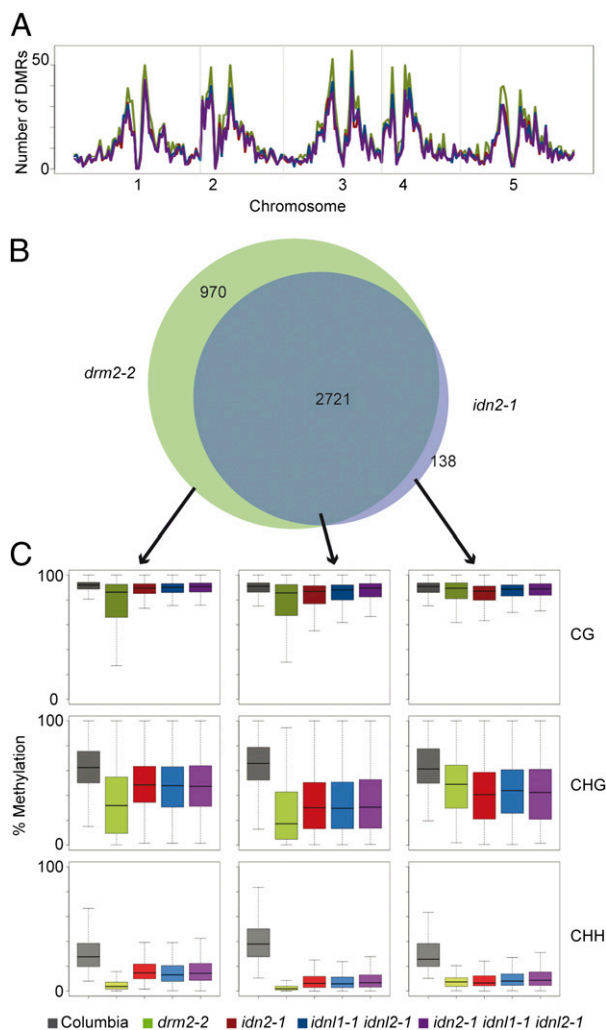 A
Number of DMRs
50
0
1 2 3 4 5
Chromosome
B
970
drm2-2
2721
idn2-1
138
C
100
0
CG
% Methylation
100
0
CHG
100
0
CHH
Columbia drm2-2 idn2-1 idnl1-1 idnl2-1 idn2-1 idnl1-1 idnl2-1